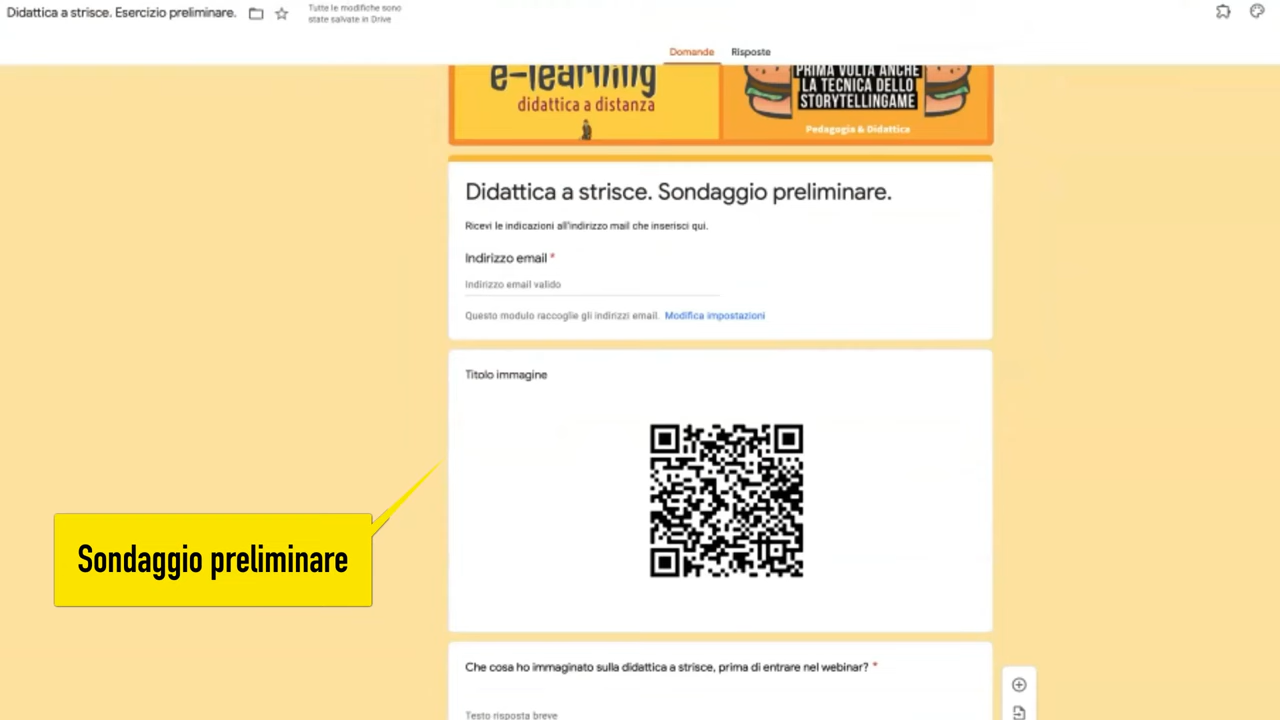 Didattica a strisce. Esercizio preliminare.
Tutte le modifiche sono
state salvate in Drive
Domande
Risposte
e-learning
didattica a distanza
PRIMA VOLTA ANCHE
LA TECNICA DELLO
STORYTELLINGAME
Pedagogia & Didattica
Didattica a strisce. Sondaggio preliminare.
Ricevi le indicazioni all'indirizzo mail che inserisci qui.
Indirizzo email *
Indirizzo email valido
Questo modulo raccoglie gli indirizzi email. Modifica impostazioni
Titolo immagine
Sondaggio preliminare
Che cosa ho immaginato sulla didattica a strisce, prima di entrare nel webinar? *
Testo risposta breve